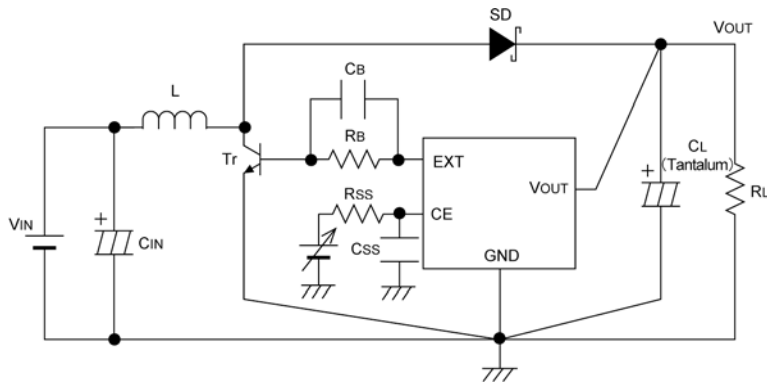 SD
VOUT
CB
L
RB
Tr
EXT
CL
(Tantalum)
+
VOUT
RL
RSS
CE
VIN
+
CIN
CSS
GND